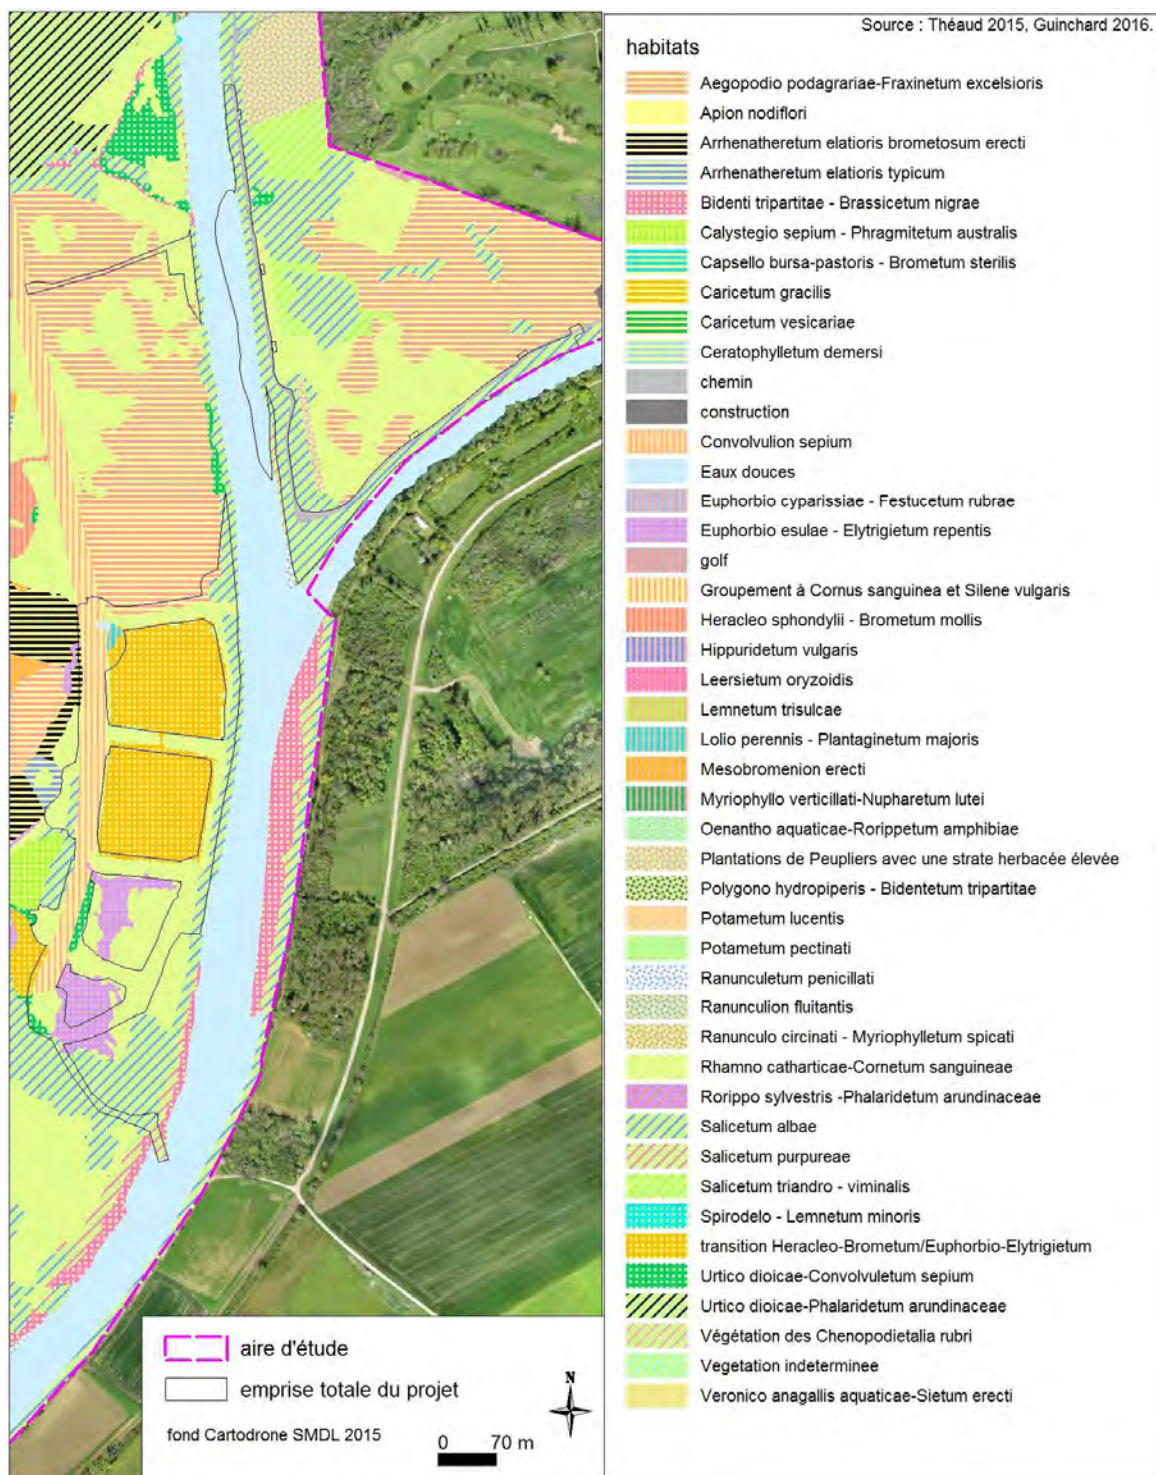 Source : Théaud 2015, Guinchard 2016.
habitats
Aegopodio podagrariae-Fraxinetum excelsioris
Apion nodiflori
Arrhenatheretum elatioris brometosum erecti
Arrhenatheretum elatioris typicum
Bidenti tripartitae - Brassicetum nigrae
Calystegio sepium - Phragmitetum australis
Capsello bursa-pastoris - Brometum sterilis
Caricetum gracilis
Caricetum vesicariae
Ceratophylletum demersi
chemin
construction
Convolvulion sepium
Eaux douces
Euphorbio cyparissiae - Festucetum rubrae
Euphorbio esulae - Elytrigietum repentis
golf
Groupement à Cornus sanguinea et Silene vulgaris
Heracleo sphondylii - Brometum mollis
Hippuridetum vulgaris
Leersietum oryzoidis
Lemnetum trisulcae
Lolio perennis - Plantaginetum majoris
Mesobromenion erecti
Myriophyllo verticillati-Nupharetum lutei
Oenantho aquaticae-Rorippetum amphibiae
Plantations de Peupliers avec une strate herbacée élevée
Polygono hydropiperis - Bidentetum tripartitae
Potametum lucentis
Potametum pectinati
Ranunculetum penicillati
Ranunculion fluitantis
Ranunculo circinati - Myriophylletum spicati
Rhamno catharticae-Cornetum sanguineae
Rorippo sylvestris -Phalaridetum arundinaceae
Salicetum albae
Salicetum purpureae
Salicetum triandro - viminalis
Spirodelo - Lemnetum minoris
transition Heracleo-Brometum/Euphorbio-Elytrigietum
Urtico dioicae-Convolvuletum sepium
Urtico dioicae-Phalaridetum arundinaceae
Végétation des Chenopodietalia rubri
Vegetation indeterminee
Veronico anagallis aquaticae-Sietum erecti
aire d'étude
emprise totale du projet
fond Cartodrone SMDL 2015
0 70 m
N